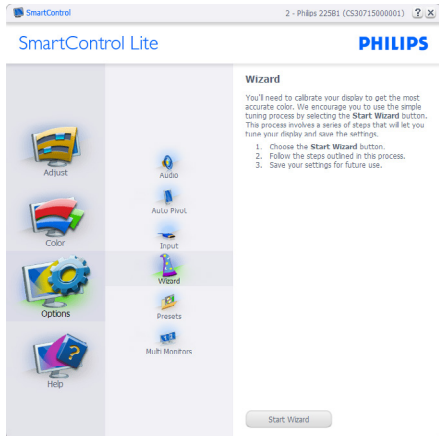 SmartControl
2 - Philips 225B1 (CS30715000001)
?
SmartControl Lite
PHILIPS
Adjust
Color
Options
Help
Audio
Auto Pivot
Input
Wizard
Presets
Multi Monitors
Wizard
You'll need to calibrate your display to get the most
accurate color. We encourage you to use the simple
tuning process by selecting the Start Wizard button.
This process involves a series of steps that will let you
tune your display and save the settings.
1. Choose the Start Wizard button.
2. Follow the steps outlined in this process.
3. Save your settings for future use.
Start Wizard